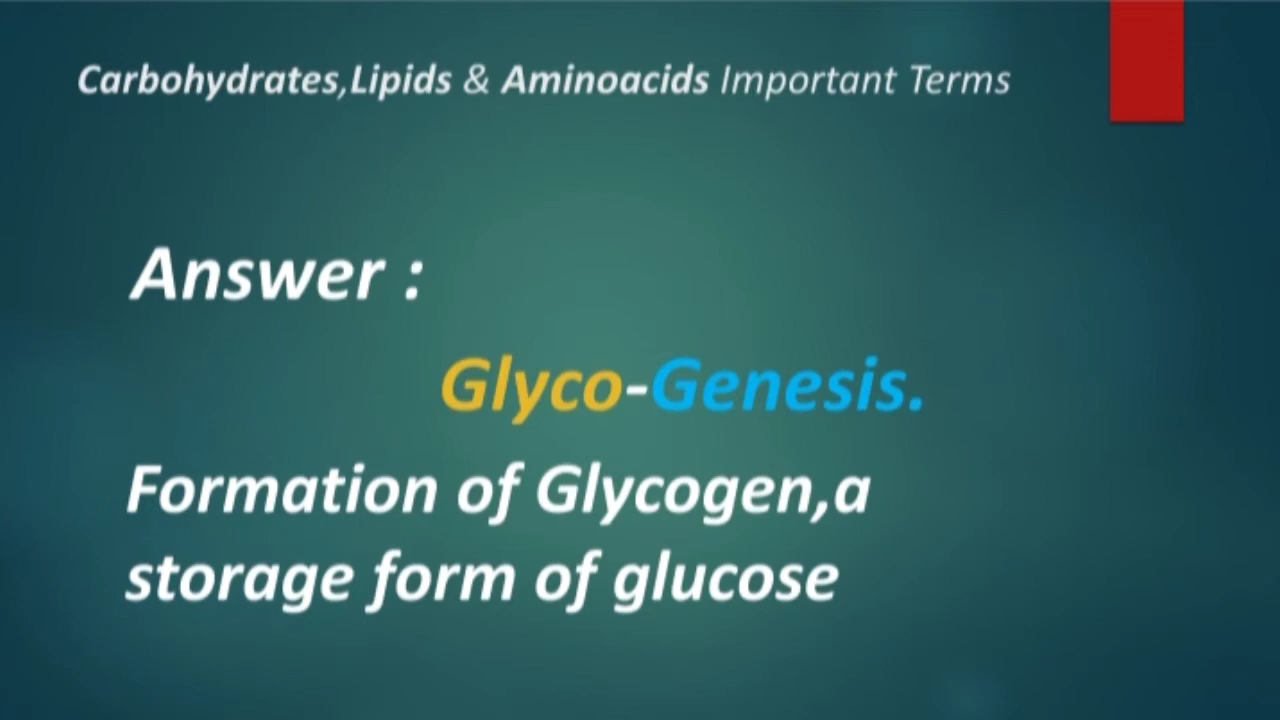 Carbohydrates,Lipids & Aminoacids Important Terms
Answer :
Glyco-Genesis.
Formation of Glycogen,a
storage form of glucose